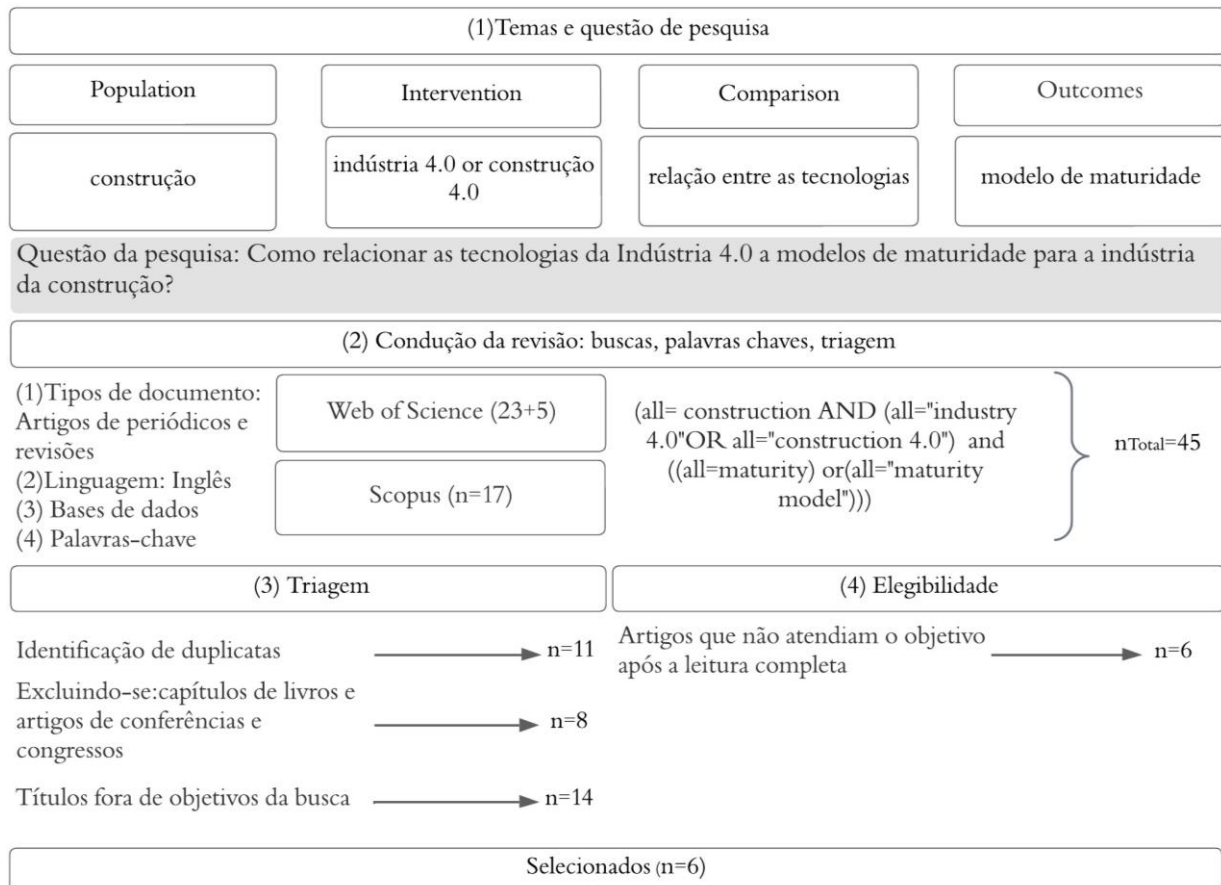 (1)Temas e questão de pesquisa
Population
Intervention
Comparison
Outcomes
construção
indústria 4.0 or construção
4.0
relação entre as tecnologias
modelo de maturidade
Questão da pesquisa: Como relacionar as tecnologias da Indústria 4.0 a modelos de maturidade para a indústria
da construção?
(2) Condução da revisão: buscas, palavras chaves, triagem
(1)Tipos de documento:
Artigos de periódicos e
revisões
(2)Linguagem: Inglês
(3) Bases de dados
(4) Palavras-chave
Web of Science (23+5)
Scopus (n=17)
(all= construction AND (all="industry
4.0"OR all="construction 4.0") and
((all=maturity) or(all="maturity
model")))
nTotal=45
(3) Triagem
Identificação de duplicatas
n=11
Excluindo-se:capítulos de livros e
artigos de conferências e
congressos
n=8
Títulos fora de objetivos da busca
n=14
(4) Elegibilidade
Artigos que não atendiam o objetivo
após a leitura completa
n=6
Selecionados (n=6)